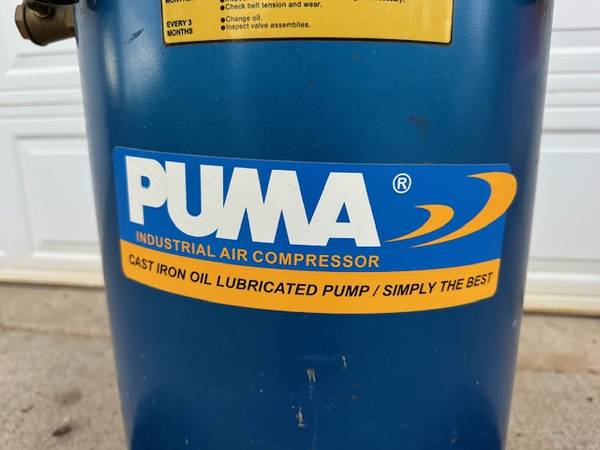 •Check belt tension and wear.
EVERY 3 •Change oil.
MONTHS •Inspect valve assemblies.
PUMA ®
INDUSTRIAL AIR COMPRESSOR
CAST IRON OIL LUBRICATED PUMP / SIMPLY THE BEST